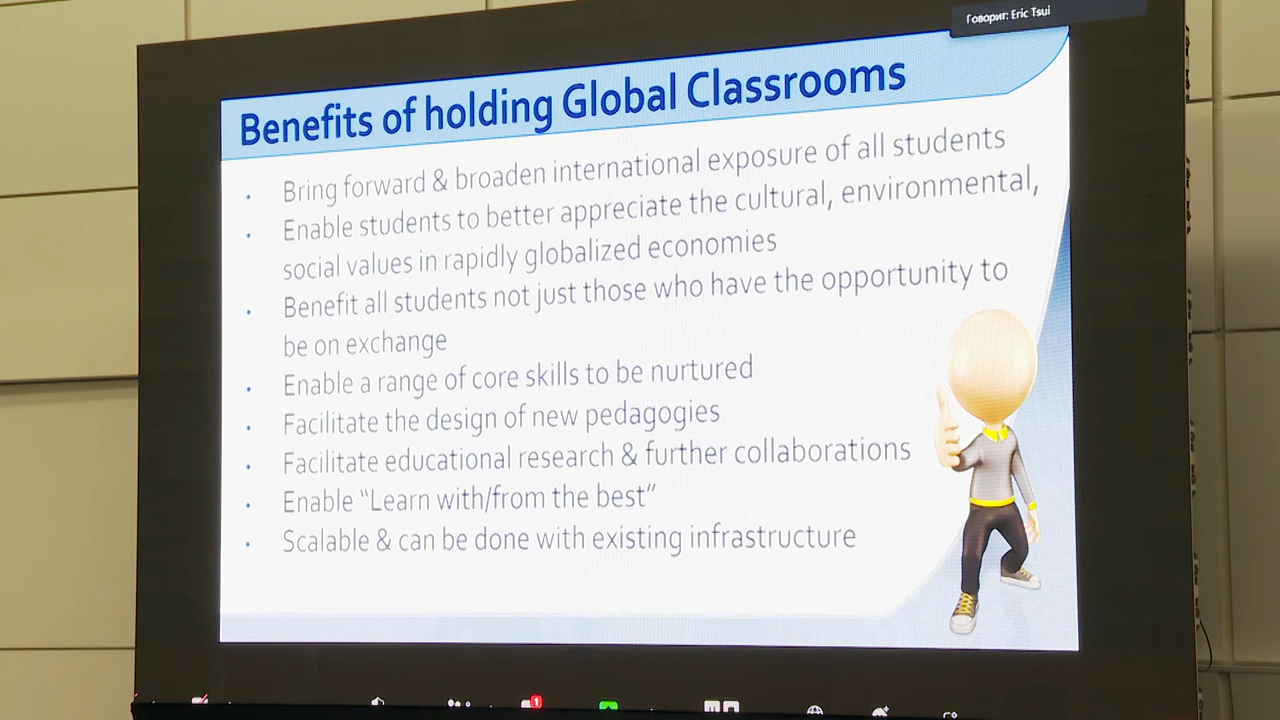 Говорит: Eric Tsui
Benefits of holding Global Classrooms
• Bring forward & broaden international exposure of all students
• Enable students to better appreciate the cultural, environmental,
social values in rapidly globalized economies
• Benefit all students not just those who have the opportunity to
be on exchange
• Enable a range of core skills to be nurtured
• Facilitate the design of new pedagogies
• Facilitate educational research & further collaborations
• Enable “Learn with/from the best”
• Scalable & can be done with existing infrastructure
1